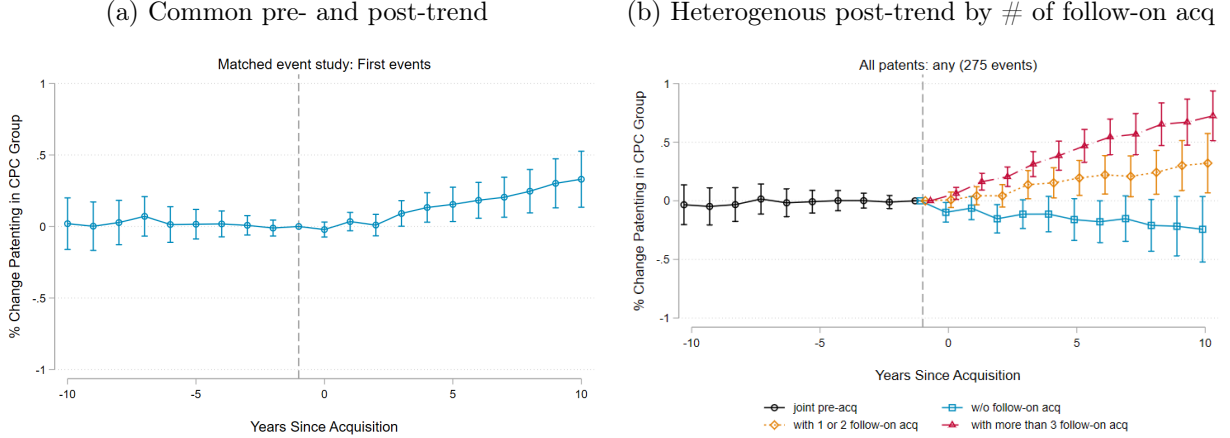 (a) Common pre- and post-trend
Matched event study: First events
% Change Patenting in CPC Group
1
.5
0
-.5
-1
-10
-5
0
5
10
Years Since Acquisition
(b) Heterogenous post-trend by # of follow-on acq
All patents: any (275 events)
% Change Patenting in CPC Group
1
.5
0
-.5
-1
-10
-5
0
5
10
Years Since Acquisition
joint pre-acq
w/o follow-on acq
with 1 or 2 follow-on acq
with more than 3 follow-on acq